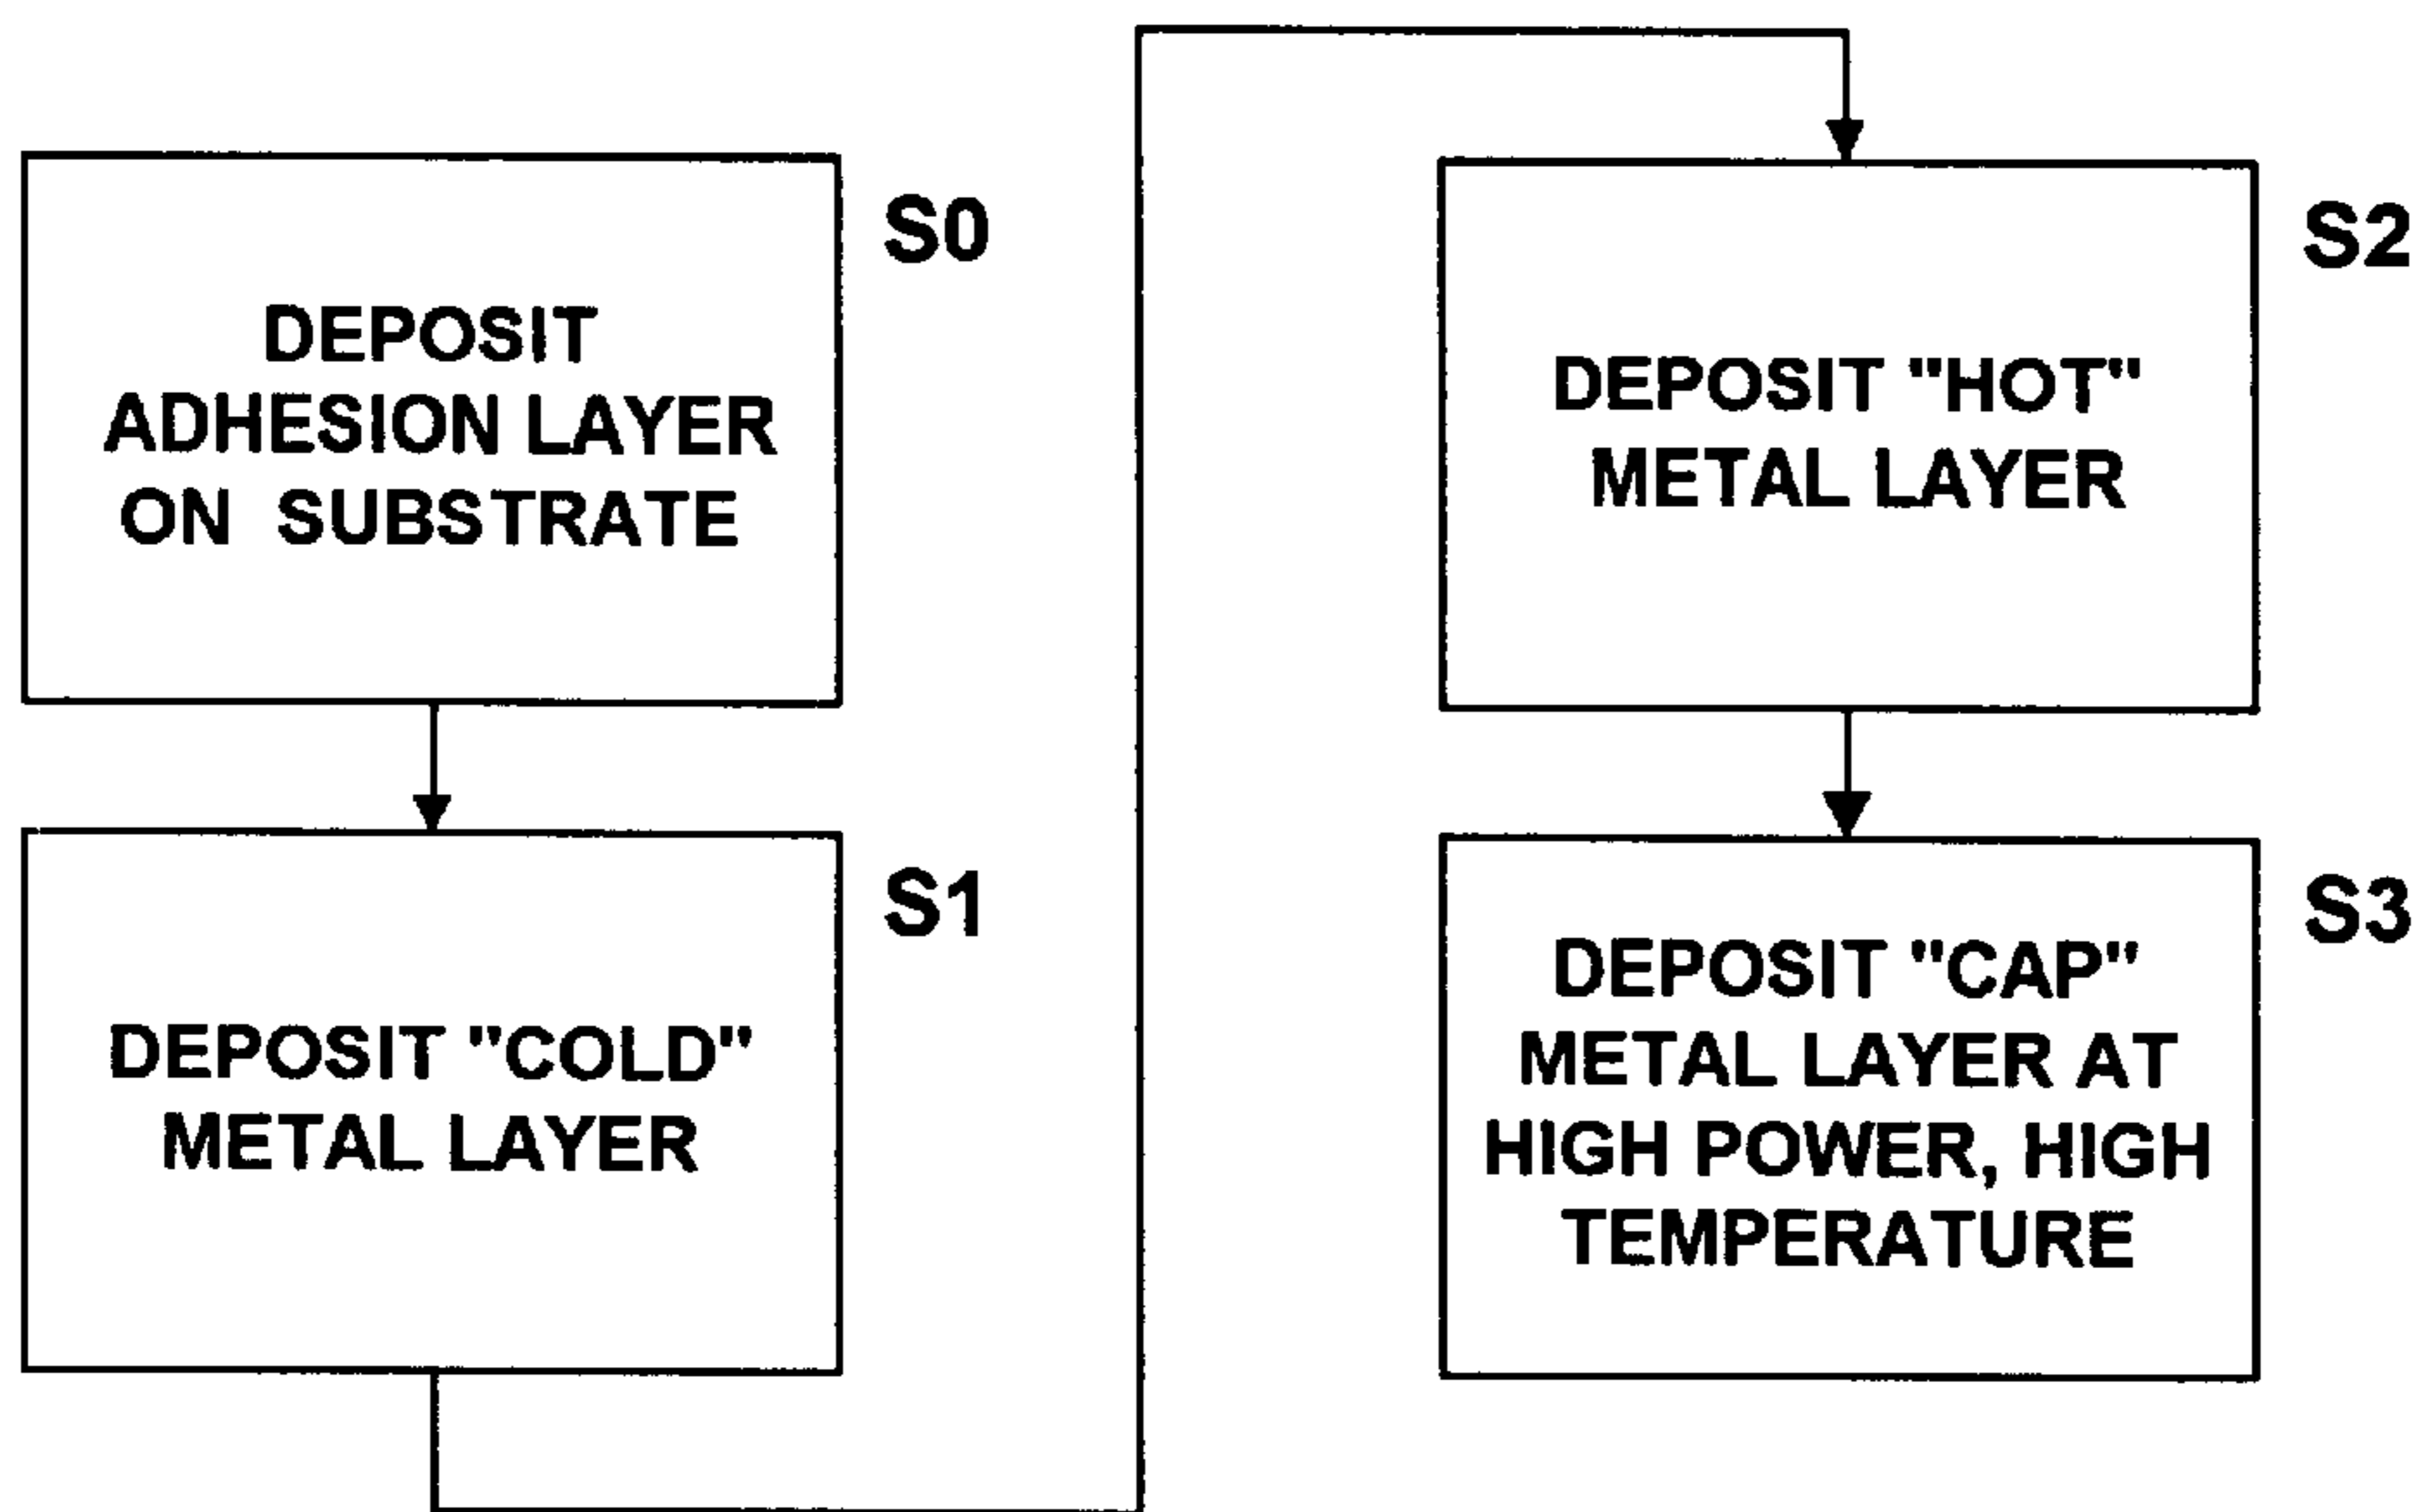 S0
DEPOSIT
ADHESION LAYER
ON SUBSTRATE
S1
DEPOSIT "COLD"
METAL LAYER
S2
DEPOSIT "HOT"
METAL LAYER
S3
DEPOSIT "CAP"
METAL LAYER AT
HIGH POWER, HIGH
TEMPERATURE